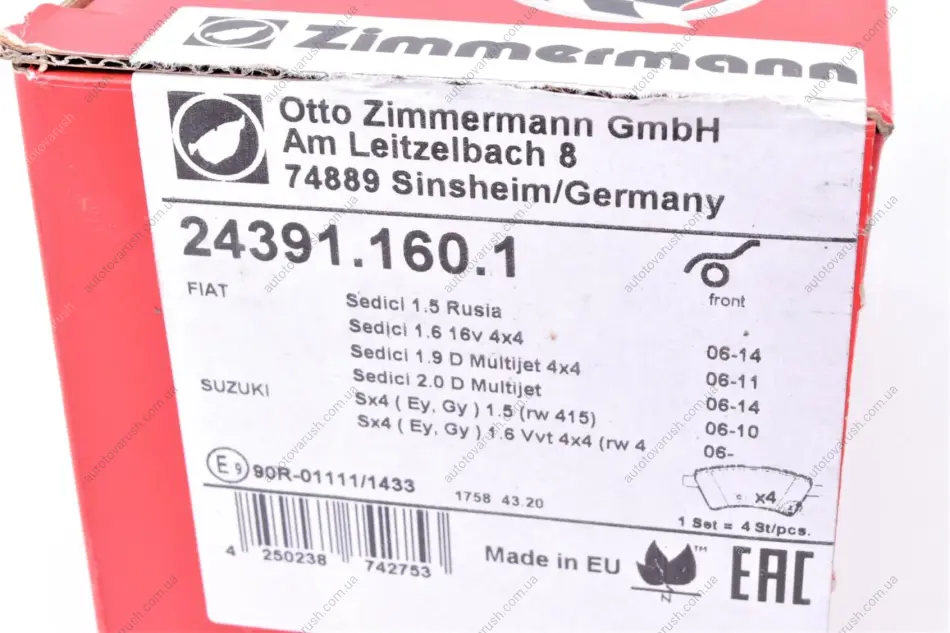 Zimmermann
Otto Zimmermann GmbH
Am Leitzelbach 8
74889 Sinsheim/Germany
24391.160.1
front
FIAT
Sedici 1.5 Rusia
Sedici 1.6 16v 4x4
06-14
Sedici 1.9 D Multijet 4x4
06-11
Sedici 2.0 D Multijet
06-14
SUZUKI
Sx4 ( Ey, Gy ) 1.5 (rw 415)
06-10
Sx4 ( Ey, Gy ) 1.6 Vvt 4x4 (rw 4
06-
E9 90R-01111/1433
1758 43.20
x4
1 Set = 4 St/pcs.
4 250238 742753
Made in EU
TM
N
EAC
autotovarush.com.ua